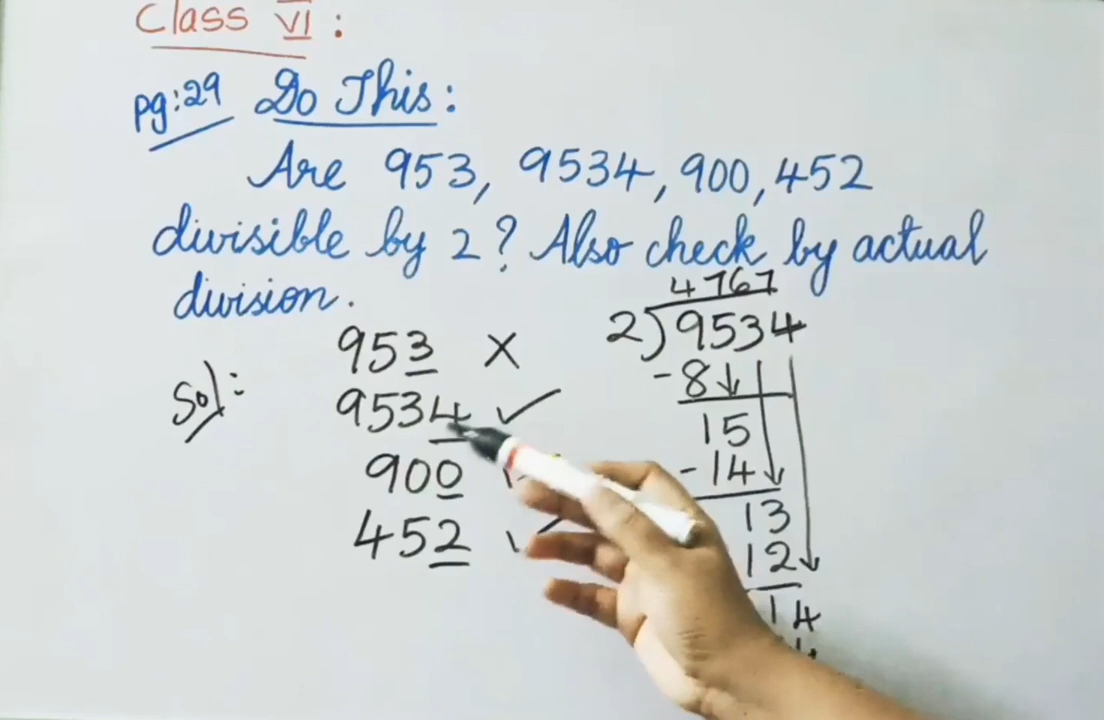 Class VI :
pg:29 Do This:
Are 953, 9534, 900, 452
divisible by 2? Also check by actual
division.
Sol:
953 ×
9534 ✓
900
452 ✓
4767
2)9534
-8↓
15
-14↓
13
12↓
14